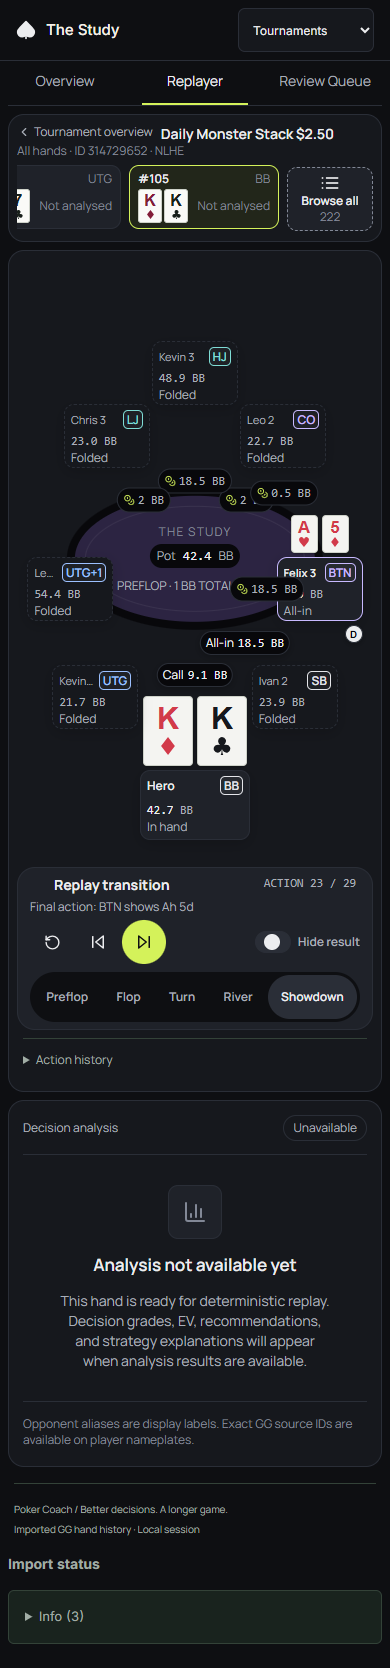 The Study
Tournaments
Overview
Replayer
Review Queue
Tournament overview
Daily Monster Stack $2.50
All hands · ID 314729652 · NLHE
UTG
Not analysed
#105
BB
K
K
Not analysed
Browse all
222
Kevin 3
HJ
48.9 BB
Folded
Chris 3
LJ
23.0 BB
Folded
Leo 2
CO
22.7 BB
Folded
18.5 BB
2 BB
2
0.5 BB
THE STUDY
Pot 42.4 BB
PREFLOP · 1 BB TOTAL
A
5
Le...
UTG+1
54.4 BB
Folded
Felix 3
BTN
BB
All-in
18.5 BB
D
All-in 18.5 BB
Call 9.1 BB
Kevin...
UTG
21.7 BB
Folded
Ivan 2
SB
23.9 BB
Folded
K
K
Hero
BB
42.7 BB
In hand
Replay transition
ACTION 23 / 29
Final action: BTN shows Ah 5d
Hide result
Preflop
Flop
Turn
River
Showdown
Action history
Decision analysis
Unavailable
Analysis not available yet
This hand is ready for deterministic replay.
Decision grades, EV, recommendations,
and strategy explanations will appear
when analysis results are available.
Opponent aliases are display labels. Exact GG source IDs are
available on player nameplates.
Poker Coach / Better decisions. A longer game.
Imported GG hand history · Local session
Import status
Info (3)